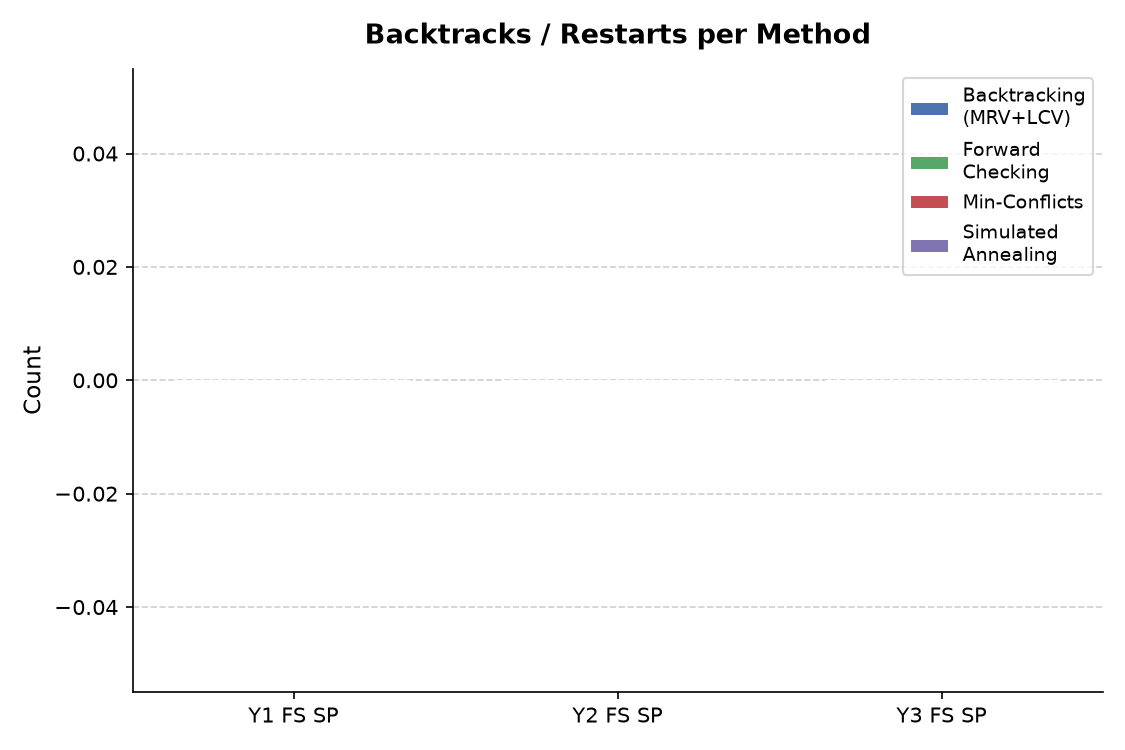 Backtracks / Restarts per Method
Backtracking
(MRV+LCV)
Forward
Checking
Min-Conflicts
Simulated
Annealing
Count
0.04
0.02
0.00
−0.02
−0.04
Y1 FS SP
Y2 FS SP
Y3 FS SP